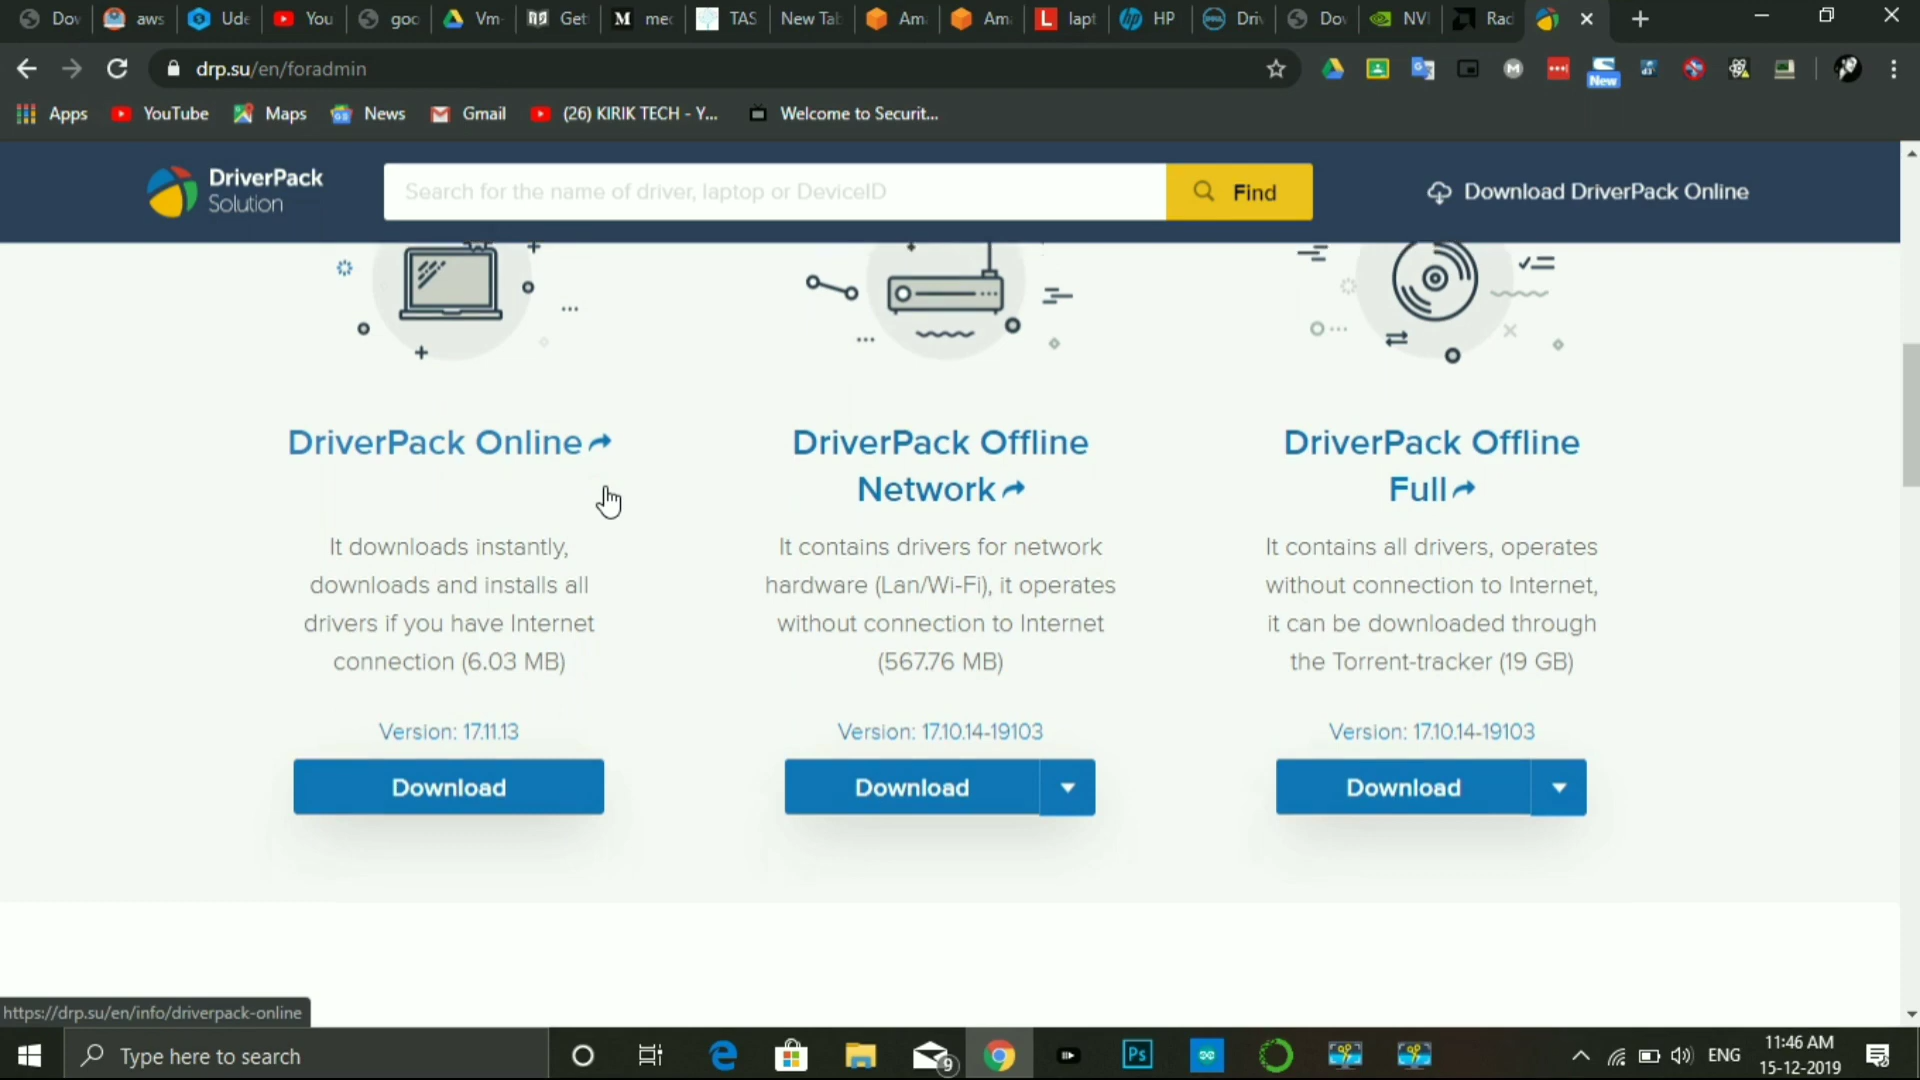 Dov
aws
Ude
You
goo
Vm-
Get
med
TAS
New Tab
Ama
Ama
lapt
HP
Driv
Dov
NVI
Rad
drp.su/en/foradmin
New
Apps
YouTube
Maps
News
Gmail
(26) KIRIK TECH - Y...
Welcome to Securit...
DriverPack
Solution
Search for the name of driver, laptop or DeviceID
Find
Download DriverPack Online
DriverPack Online
It downloads instantly,
downloads and installs all
drivers if you have Internet
connection (6.03 MB)
Version: 17.11.13
Download
DriverPack Offline
Network
It contains drivers for network
hardware (Lan/Wi-Fi), it operates
without connection to Internet
(567.76 MB)
Version: 17.10.14-19103
Download
DriverPack Offline
Full
It contains all drivers, operates
without connection to Internet,
it can be downloaded through
the Torrent-tracker (19 GB)
Version: 17.10.14-19103
Download
https://drp.su/en/info/driverpack-online
Type here to search
9
Ps
ENG
11:46 AM
15-12-2019